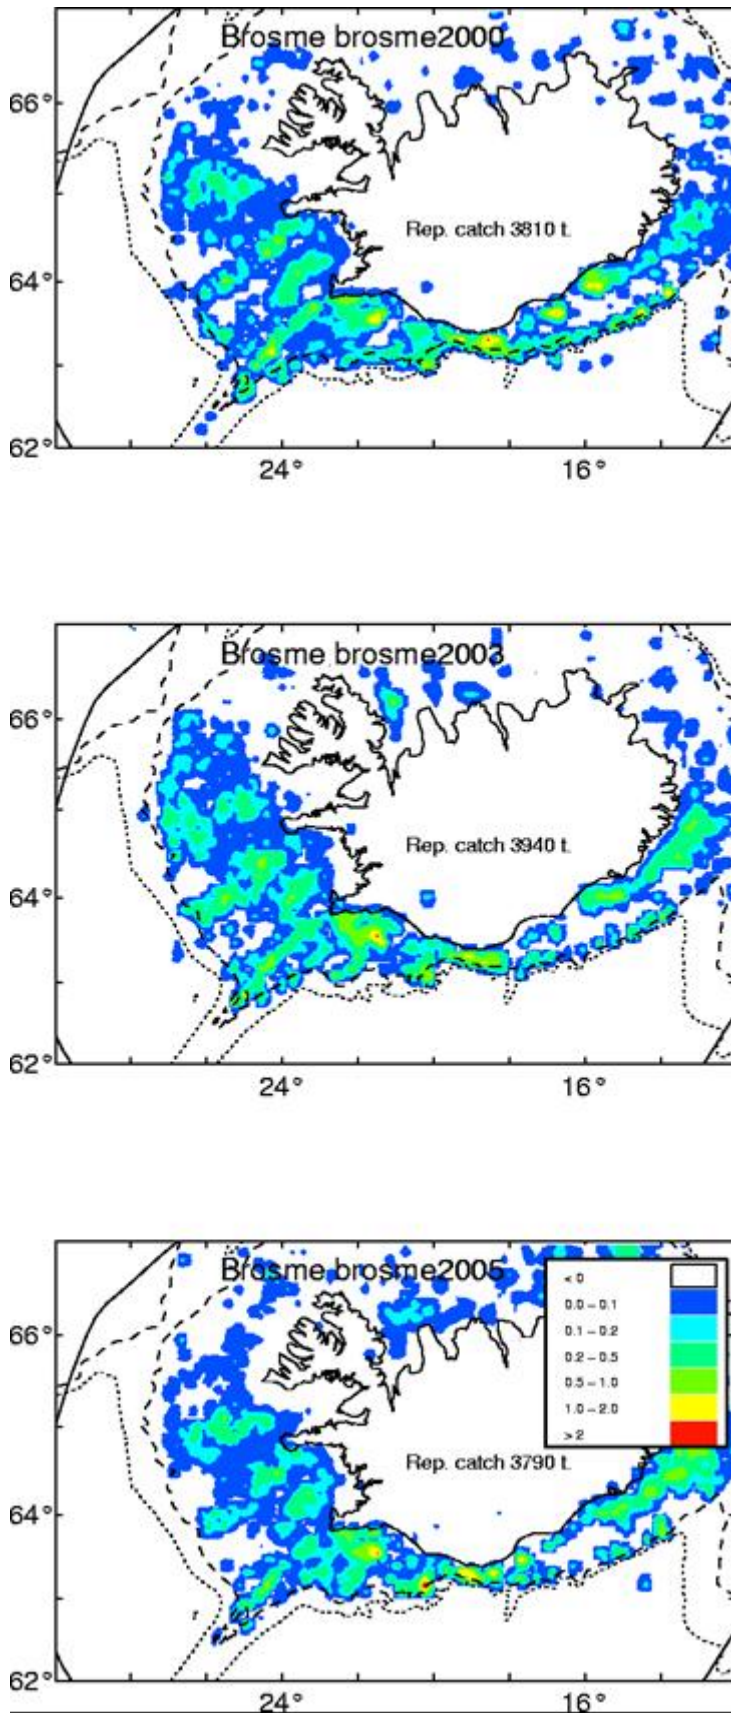 Brosme brosme2000
66°
Rep. catch 3810 t.
64°
62°
24° 16°
Brosme brosme2003
66°
Rep. catch 3940 t.
64°
62°
24° 16°
Brosme brosme2005
< 0
0.0 – 0.1
66°
0.1 – 0.2
0.2 – 0.5
0.5 – 1.0
1.0 – 2.0
> 2
Rep. catch 3790 t.
64°
62°
24° 16°